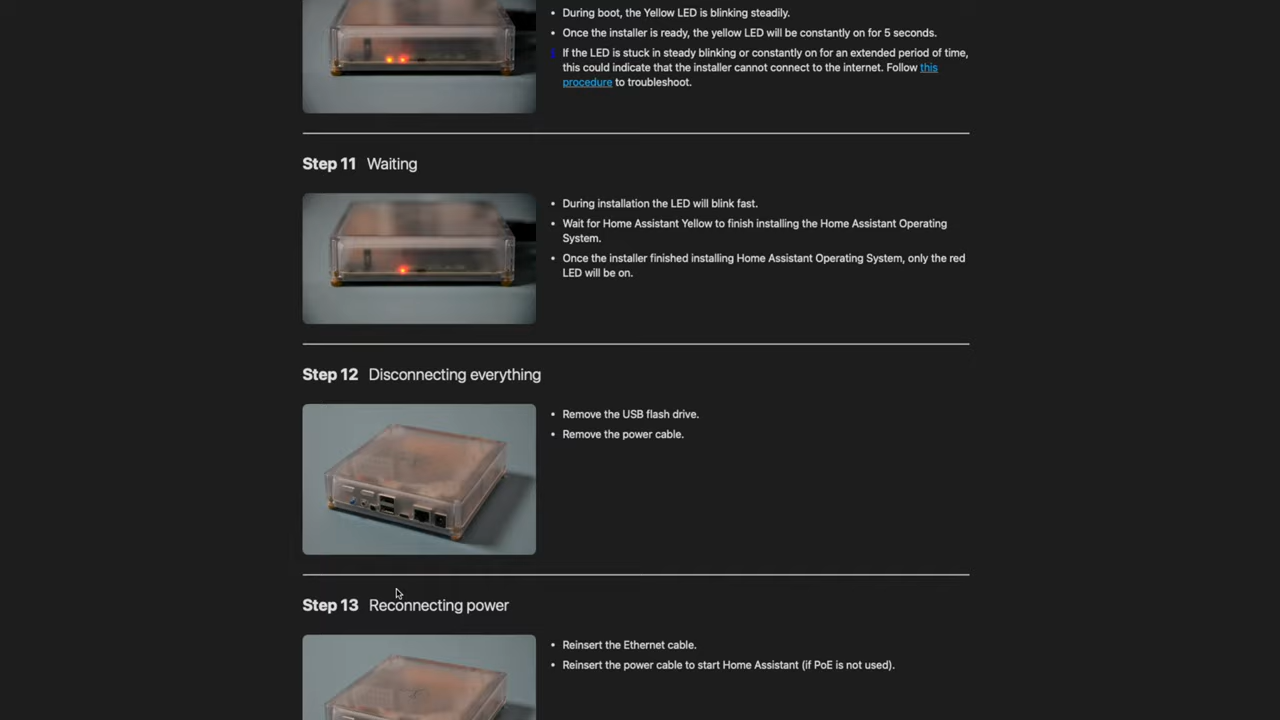 During boot, the Yellow LED is blinking steadily.
Once the installer is ready, the yellow LED will be constantly on for 5 seconds.
If the LED is stuck in steady blinking or constantly on for an extended period of time,
this could indicate that the installer cannot connect to the internet. Follow this
procedure to troubleshoot.
Step 11 Waiting
During installation the LED will blink fast.
Wait for Home Assistant Yellow to finish installing the Home Assistant Operating
System.
Once the installer finished installing Home Assistant Operating System, only the red
LED will be on.
Step 12 Disconnecting everything
Remove the USB flash drive.
Remove the power cable.
Step 13 Reconnecting power
Reinsert the Ethernet cable.
Reinsert the power cable to start Home Assistant (if PoE is not used).